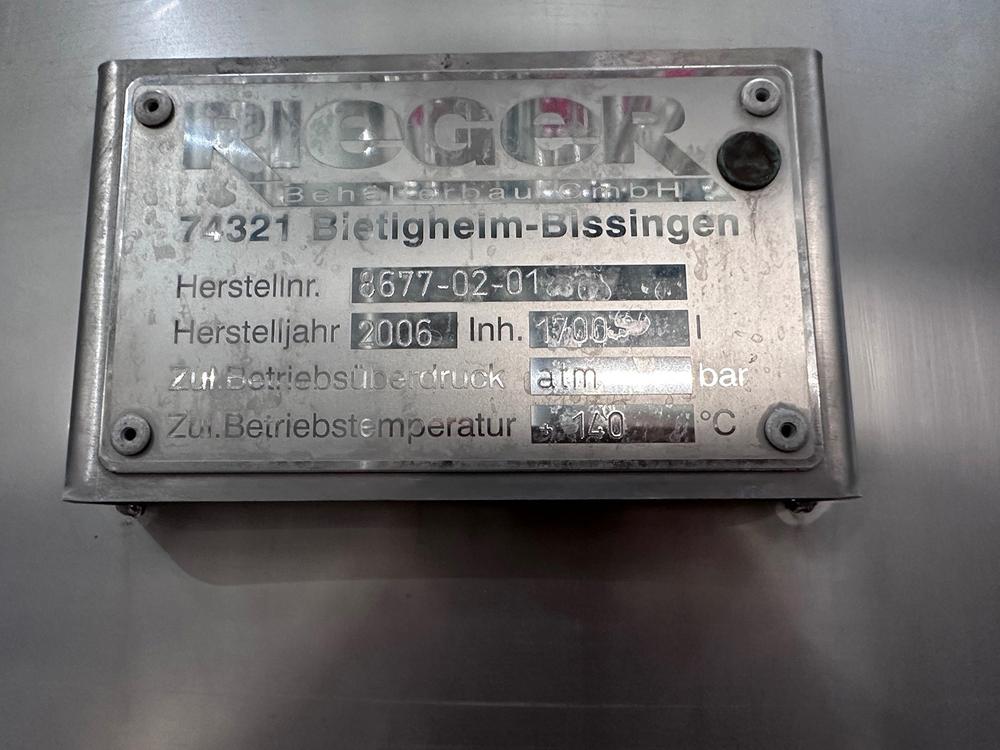 RIEGER
Behälterbau GmbH
74321 Bietigheim-Bissingen
Herstellnr. 8677-02-01
Herstelljahr 2006 Inh. 1700 l
Zul.Betriebsüberdruck atm bar
Zul.Betriebstemperatur + 140 °C